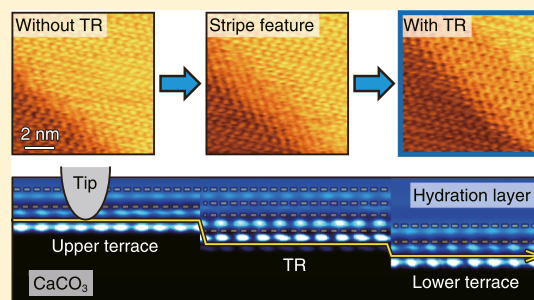 Without TR
Stripe feature
With TR
2 nm
Tip
Hydration layer
Upper terrace
TR
CaCO₃
Lower terrace